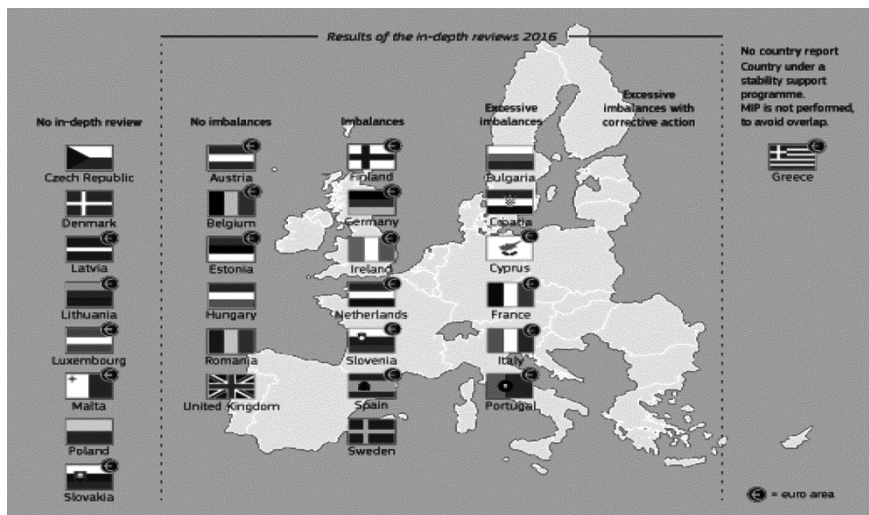 Results of the in-depth reviews 2016
No in-depth review
Czech Republic
Denmark
Latvia
Lithuania
Luxembourg
Malta
Poland
Slovakia
No imbalances
Austria
Belgium
Estonia
Hungary
Romania
United Kingdom
Imbalances
Finland
Germany
Ireland
Netherlands
Slovenia
Spain
Sweden
Excessive
imbalances
Bulgaria
Croatia
Cyprus
France
Italy
Portugal
Excessive
imbalances with
corrective action
No country report
Country under a
stability support
programme.
MIP is not performed,
to avoid overlap.
Greece
€ = euro area